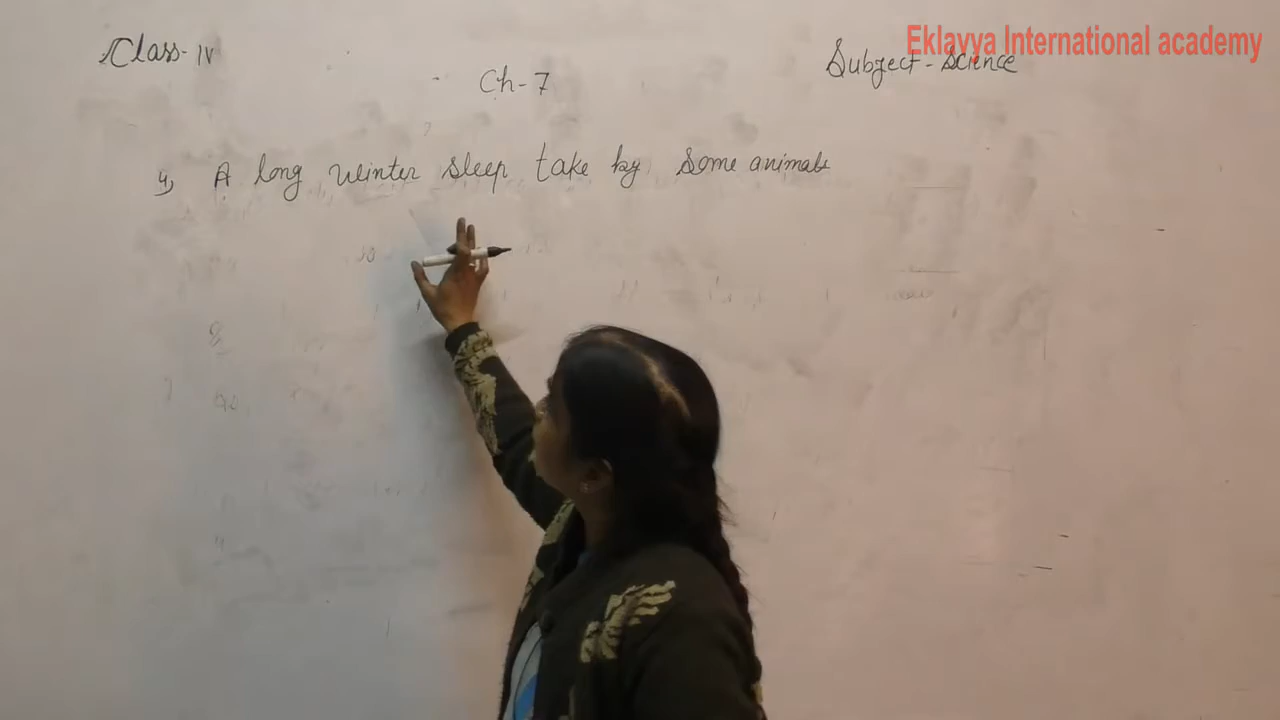 Eklavya International academy
Class- IV
Subject - Science
Ch-7
4, A long winter sleep take by some animals